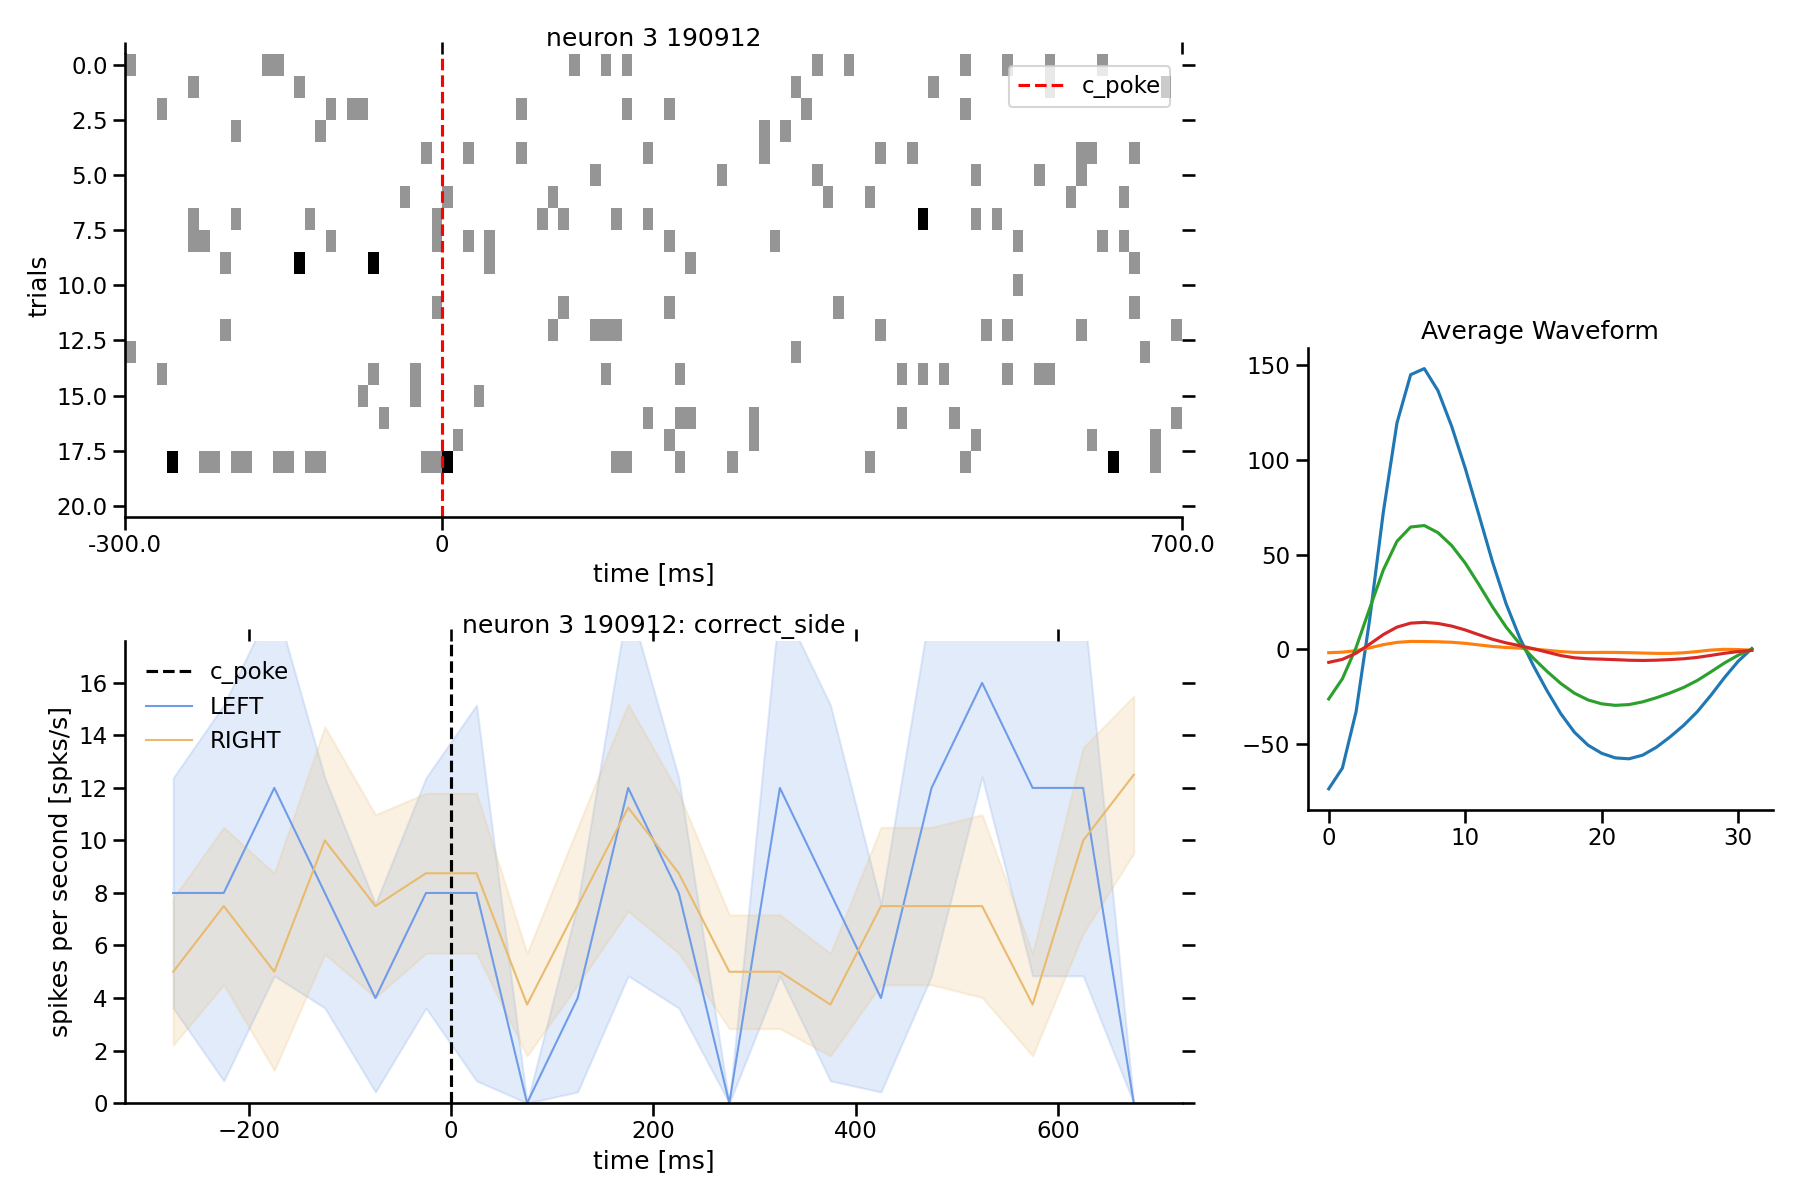 neuron 3 190912
0.0
2.5
5.0
7.5
10.0
12.5
15.0
17.5
20.0
trials
c_poke
-300.0 0 700.0
time [ms]
neuron 3 190912: correct_side
16
14
12
10
8
6
4
2
0
spikes per second [spks/s]
c_poke
LEFT
RIGHT
−200 0 200 400 600
time [ms]
Average Waveform
150
100
50
0
−50
0 10 20 30